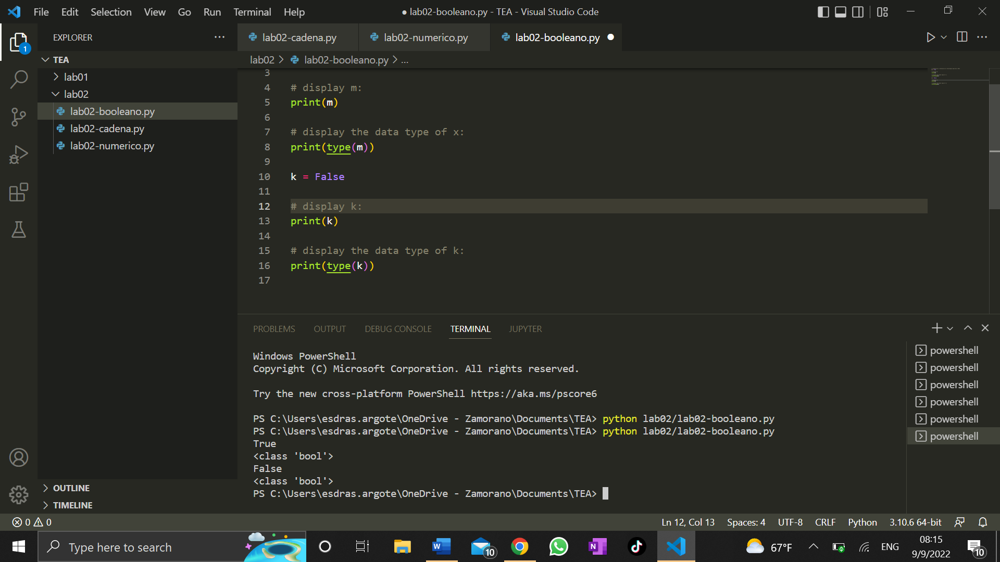 File Edit Selection View Go Run Terminal Help
● lab02-booleano.py - TEA - Visual Studio Code
EXPLORER
1
TEA
lab01
lab02
lab02-booleano.py
lab02-cadena.py
lab02-numerico.py
OUTLINE
TIMELINE
lab02-cadena.py lab02-numerico.py lab02-booleano.py
lab02 > lab02-booleano.py > ...
3
4 # display m:
5 print(m)
6
7 # display the data type of x:
8 print(type(m))
9
10 k = False
11
12 # display k:
13 print(k)
14
15 # display the data type of k:
16 print(type(k))
17
PROBLEMS OUTPUT DEBUG CONSOLE TERMINAL JUPYTER
Windows PowerShell
Copyright (C) Microsoft Corporation. All rights reserved.
Try the new cross-platform PowerShell https://aka.ms/pscore6
PS C:\Users\esdras.argote\OneDrive - Zamorano\Documents\TEA> python lab02/lab02-booleano.py
PS C:\Users\esdras.argote\OneDrive - Zamorano\Documents\TEA> python lab02/lab02-booleano.py
True
<class 'bool'>
False
<class 'bool'>
PS C:\Users\esdras.argote\OneDrive - Zamorano\Documents\TEA>
powershell
powershell
powershell
powershell
powershell
powershell
0 0
Ln 12, Col 13 Spaces: 4 UTF-8 CRLF Python 3.10.6 64-bit
Type here to search
W
10
N
67°F
ENG
08:15
9/9/2022
10